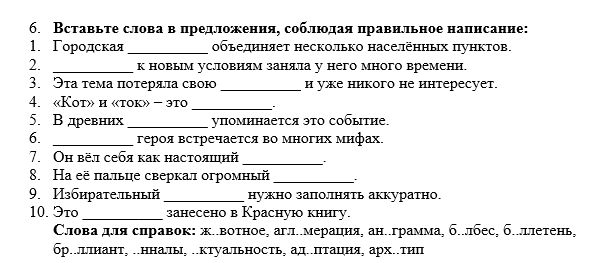 6. Вставьте слова в предложения, соблюдая правильное написание:
1. Городская __________ объединяет несколько населённых пунктов.
2. __________ к новым условиям заняла у него много времени.
3. Эта тема потеряла свою __________ и уже никого не интересует.
4. «Кот» и «ток» – это __________.
5. В древних __________ упоминается это событие.
6. __________ героя встречается во многих мифах.
7. Он вёл себя как настоящий __________.
8. На её пальце сверкал огромный __________.
9. Избирательный __________ нужно заполнять аккуратно.
10. Это __________ занесено в Красную книгу.
Слова для справок: ж..вотное, агл..мерация, ан..грамма, б..лбес, б..ллетень,
бр..ллиант, ..нналы, ..ктуальность, ад..птация, арх..тип